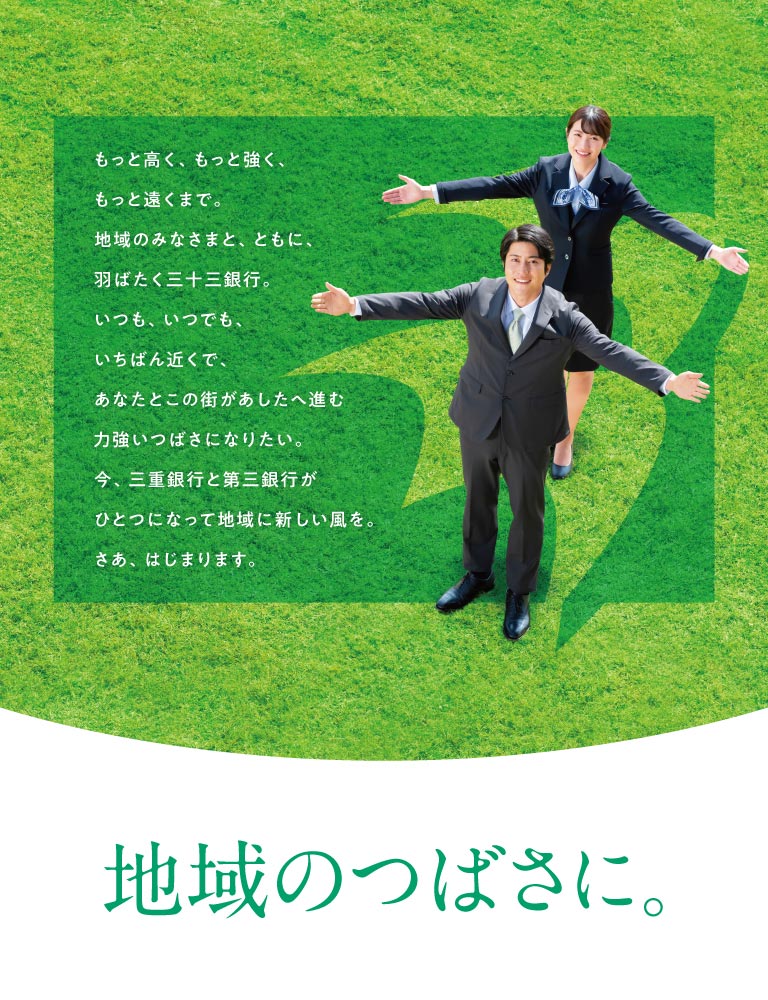 もっと高く、もっと強く、
もっと遠くまで。
地域のみなさまと、ともに、
羽ばたく三十三銀行。
いつも、いつでも、
いちばん近くで、
あなたとこの街があしたへ進む
力強いつばさになりたい。
今、三重銀行と第三銀行が
ひとつになって地域に新しい風を。
さあ、はじまります。
地域のつばさに。